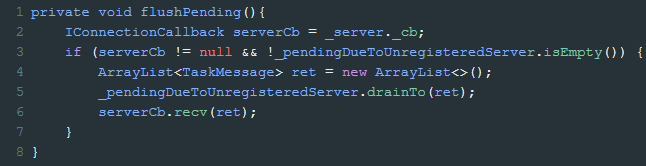 1 private void flushPending(){
2     IConnectionCallback serverCb = _server._cb;
3     if (serverCb != null && !_pendingDueToUnregisteredServer.isEmpty()) {
4         ArrayList<TaskMessage> ret = new ArrayList<>();
5         _pendingDueToUnregisteredServer.drainTo(ret);
6         serverCb.recv(ret);
7     }
8 }